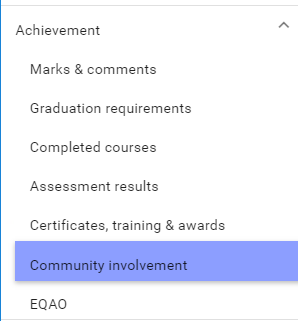 Achievement
Marks & comments
Graduation requirements
Completed courses
Assessment results
Certificates, training & awards
Community involvement
EQAO